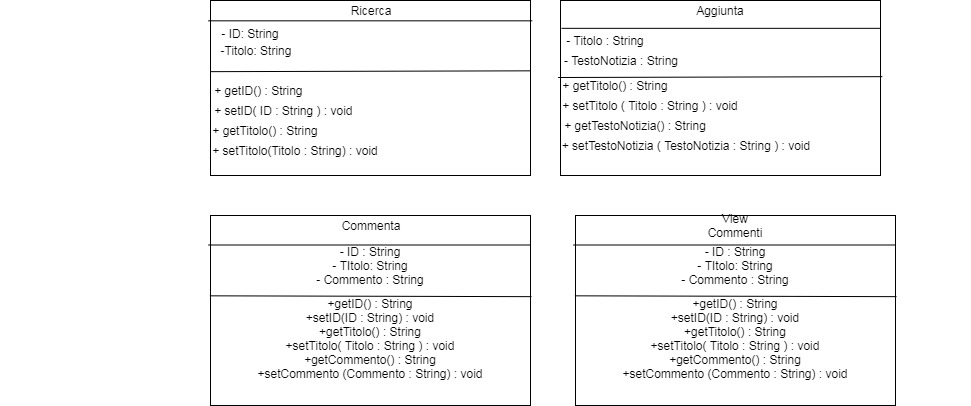 Ricerca
- ID: String
-Titolo: String
+ getID() : String
+ setID( ID : String ) : void
+ getTitolo() : String
+ setTitolo(Titolo : String) : void
Aggiunta
- Titolo : String
- TestoNotizia : String
+ getTitolo() : String
+ setTitolo ( Titolo : String ) : void
+ getTestoNotizia() : String
+ setTestoNotizia ( TestoNotizia : String ) : void
Commenta
- ID : String
- TItolo: String
- Commento : String
+getID() : String
+setID(ID : String) : void
+getTitolo() : String
+setTitolo( Titolo : String ) : void
+getCommento() : String
+setCommento (Commento : String) : void
View
Commenti
- ID : String
- TItolo: String
- Commento : String
+getID() : String
+setID(ID : String) : void
+getTitolo() : String
+setTitolo( Titolo : String ) : void
+getCommento() : String
+setCommento (Commento : String) : void